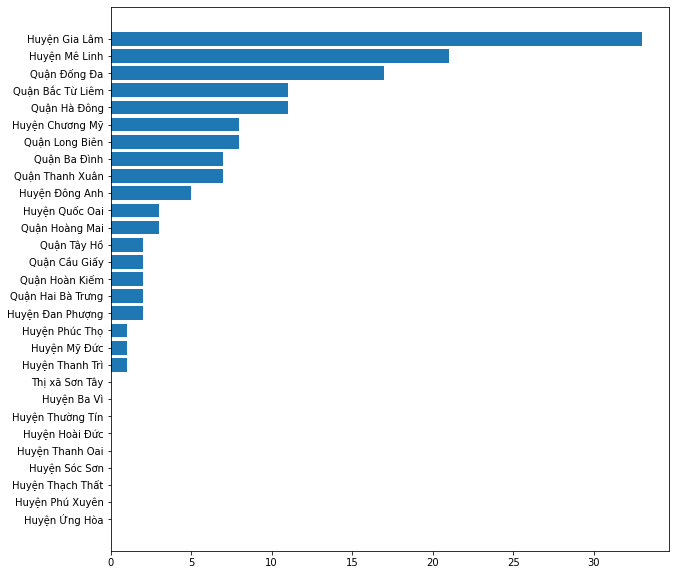 Huyện Gia Lâm
Huyện Mê Linh
Quận Đống Đa
Quận Bắc Từ Liêm
Quận Hà Đông
Huyện Chương Mỹ
Quận Long Biên
Quận Ba Đình
Quận Thanh Xuân
Huyện Đông Anh
Huyện Quốc Oai
Quận Hoàng Mai
Quận Tây Hồ
Quận Cầu Giấy
Quận Hoàn Kiếm
Quận Hai Bà Trưng
Huyện Đan Phượng
Huyện Phúc Thọ
Huyện Mỹ Đức
Huyện Thanh Trì
Thị xã Sơn Tây
Huyện Ba Vì
Huyện Thường Tín
Huyện Hoài Đức
Huyện Thanh Oai
Huyện Sóc Sơn
Huyện Thạch Thất
Huyện Phú Xuyên
Huyện Ứng Hòa
0 5 10 15 20 25 30